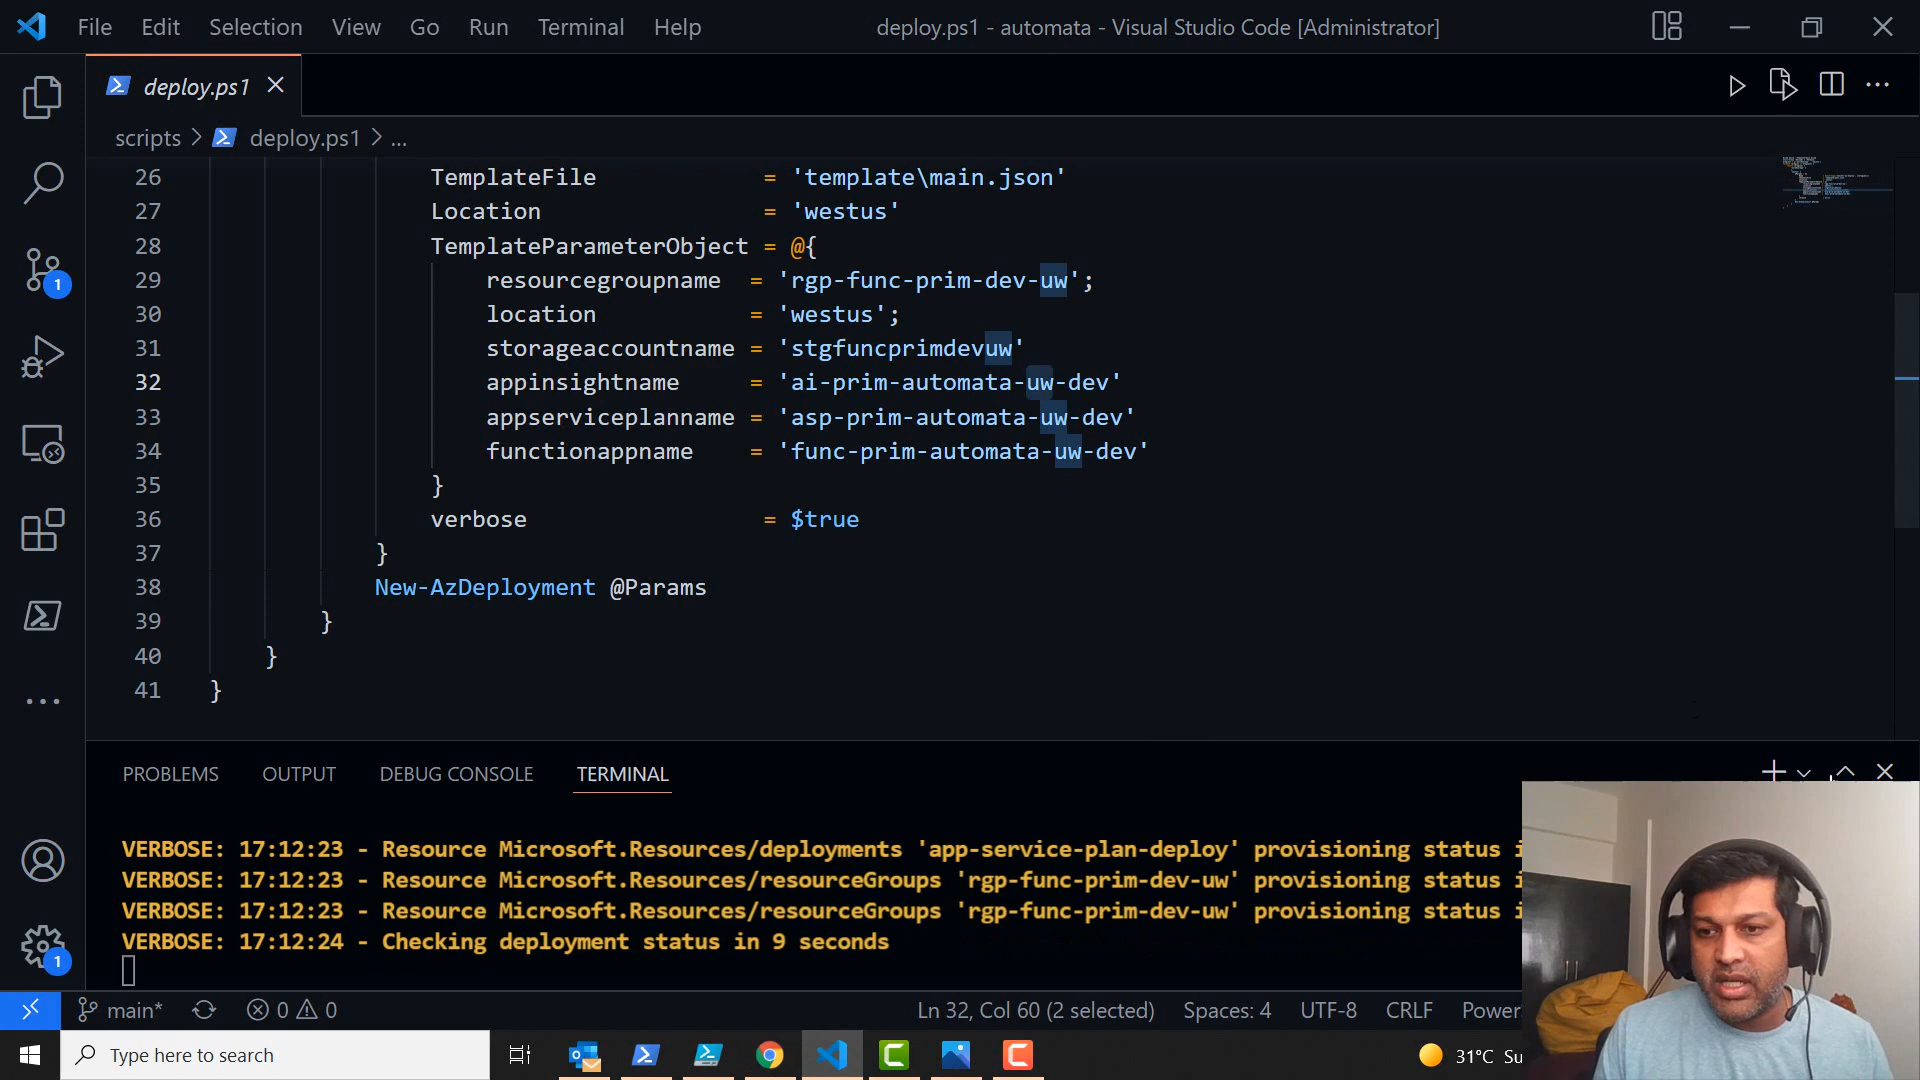 File Edit Selection View Go Run Terminal Help deploy.ps1 - automata - Visual Studio Code [Administrator]
deploy.ps1
scripts > deploy.ps1 > ...
26 TemplateFile = 'template\main.json'
27 Location = 'westus'
28 TemplateParameterObject = @{
29 resourcegroupname = 'rgp-func-prim-dev-uw';
30 location = 'westus';
31 storageaccountname = 'stgfuncprimdevuw'
32 appinsightname = 'ai-prim-automata-uw-dev'
33 appserviceplanname = 'asp-prim-automata-uw-dev'
34 functionappname = 'func-prim-automata-uw-dev'
35 }
36 verbose = $true
37 }
38 New-AzDeployment @Params
39 }
40 }
41 }
1
PROBLEMS OUTPUT DEBUG CONSOLE TERMINAL
VERBOSE: 17:12:23 - Resource Microsoft.Resources/deployments 'app-service-plan-deploy' provisioning status i
VERBOSE: 17:12:23 - Resource Microsoft.Resources/resourceGroups 'rgp-func-prim-dev-uw' provisioning status i
VERBOSE: 17:12:23 - Resource Microsoft.Resources/resourceGroups 'rgp-func-prim-dev-uw' provisioning status i
VERBOSE: 17:12:24 - Checking deployment status in 9 seconds
1
main* 0 0 Ln 32, Col 60 (2 selected) Spaces: 4 UTF-8 CRLF Power
Type here to search 31°C Su